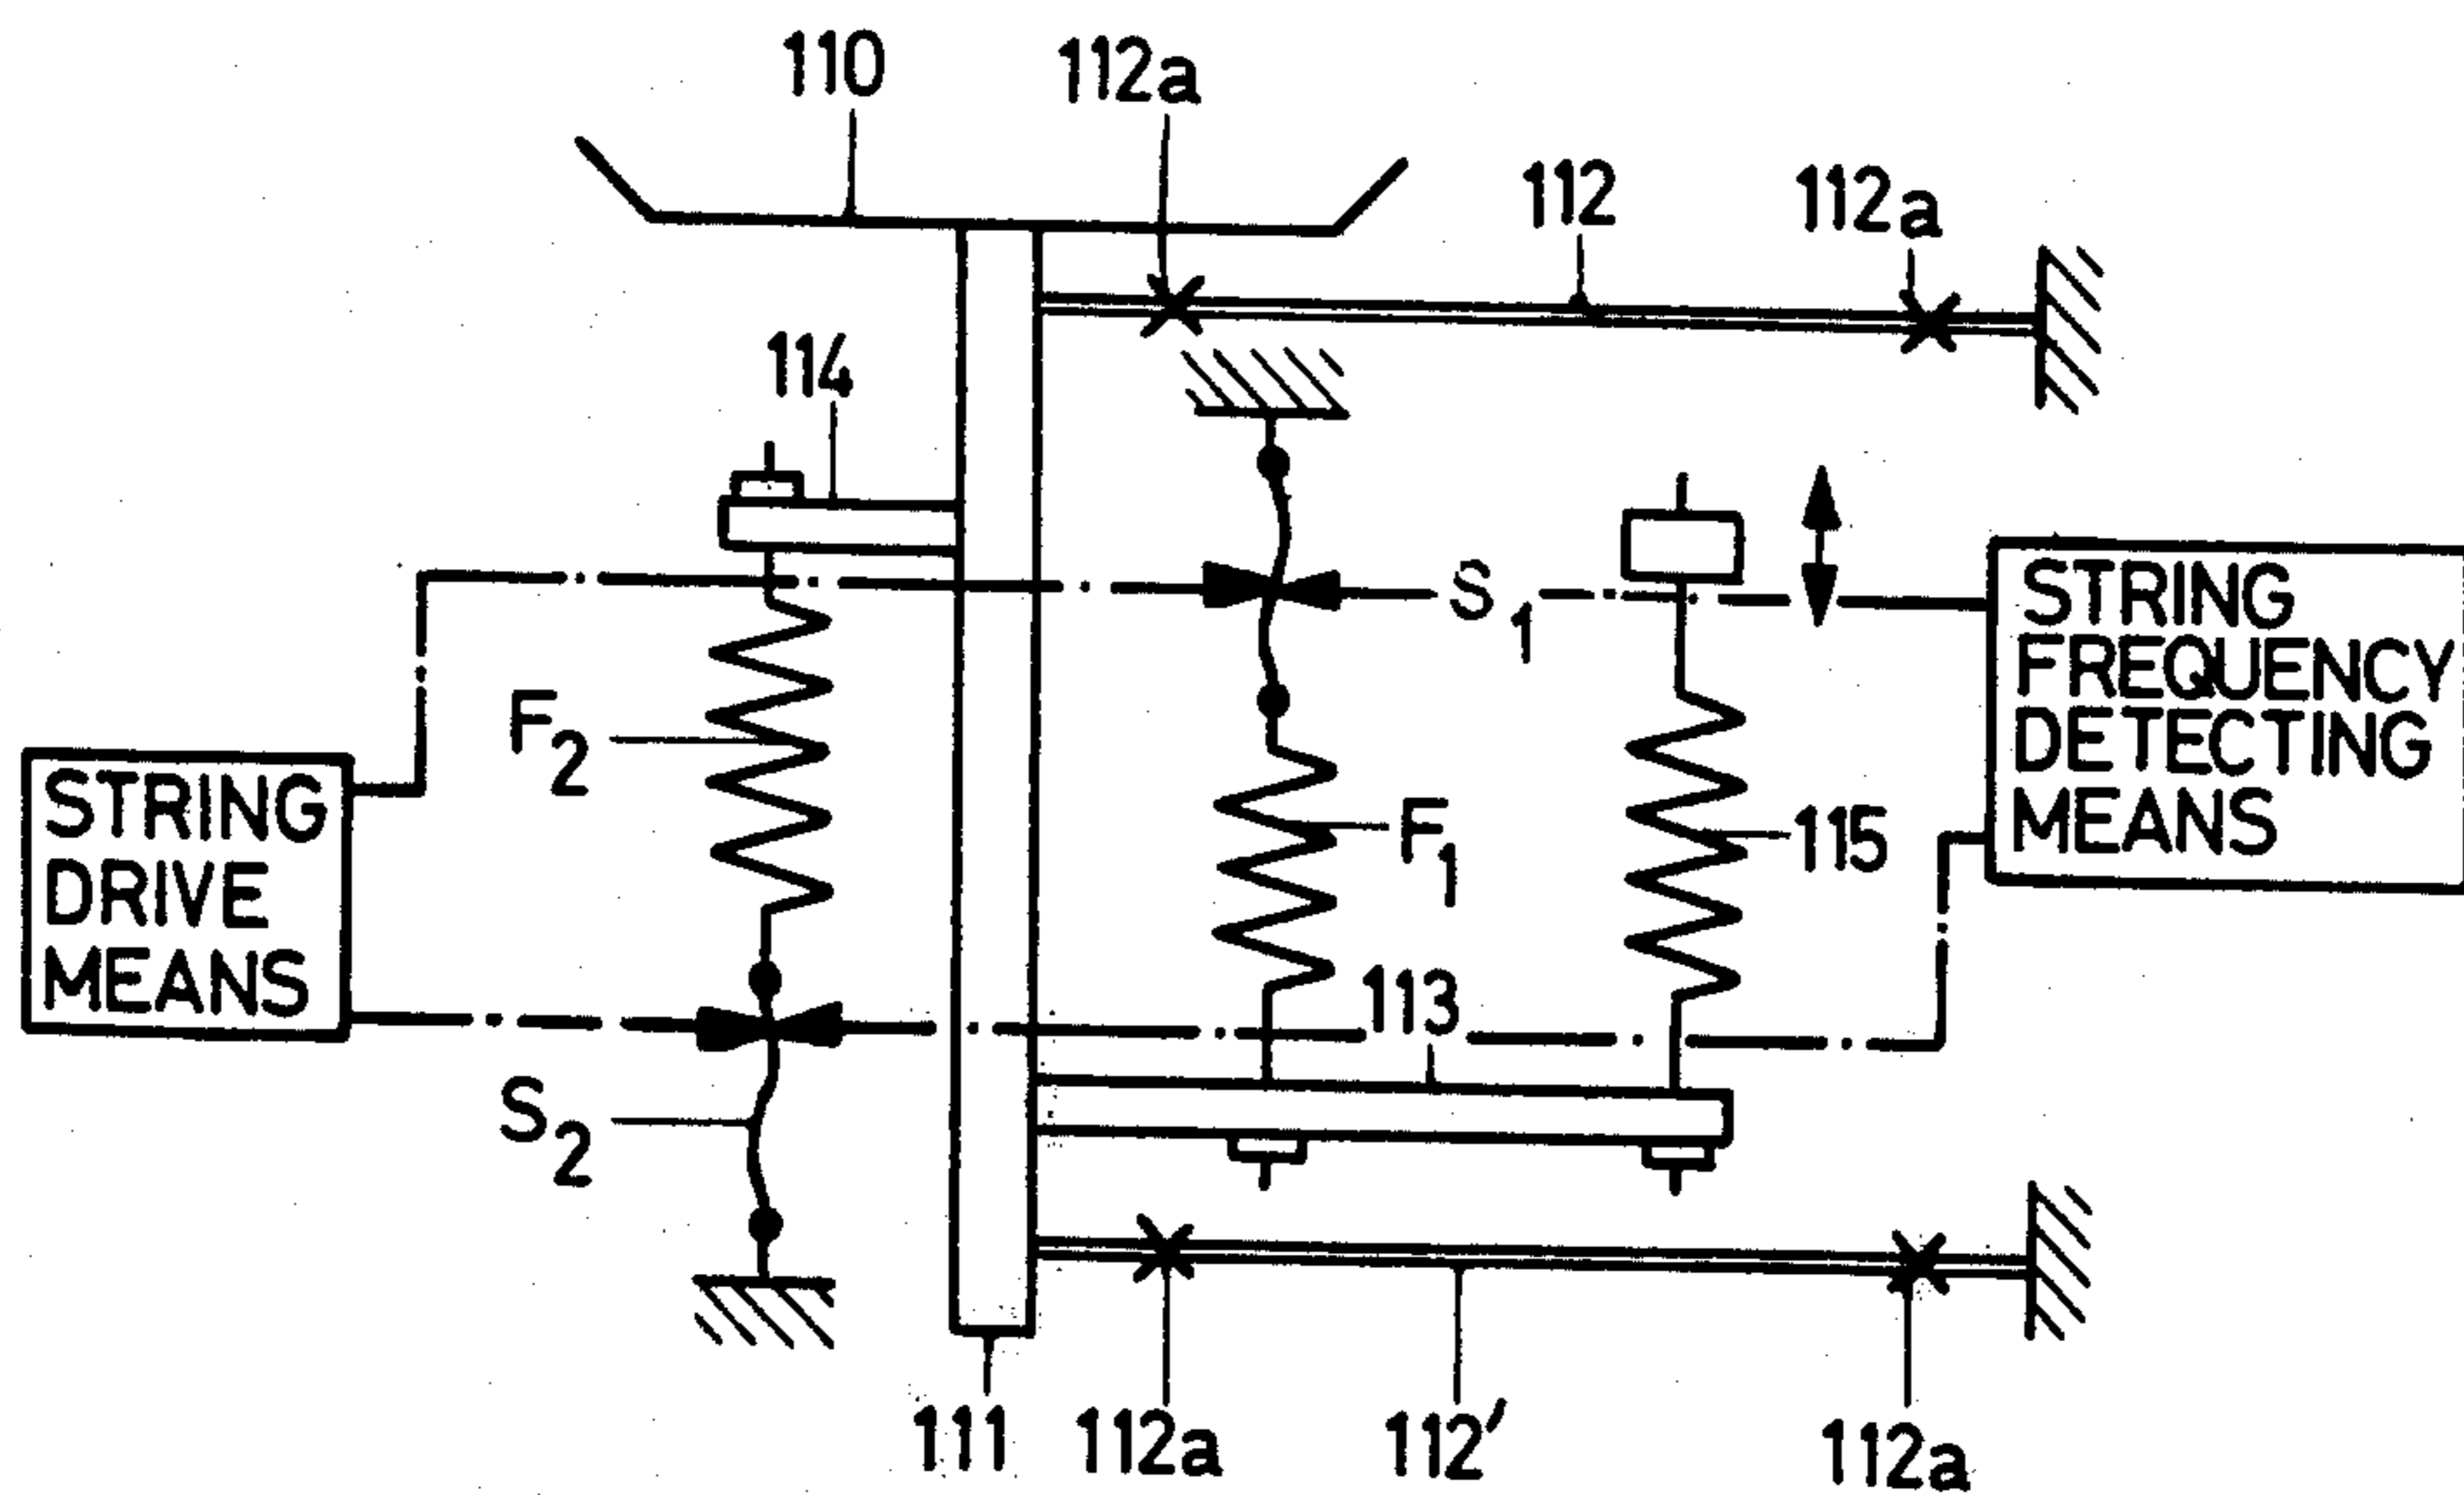 110
112a
112
112a
114
S1
STRING
FREQUENCY
DETECTING
MEANS
F2
STRING
DRIVE
MEANS
F1
115
113
S2
111
112a
112'
112a